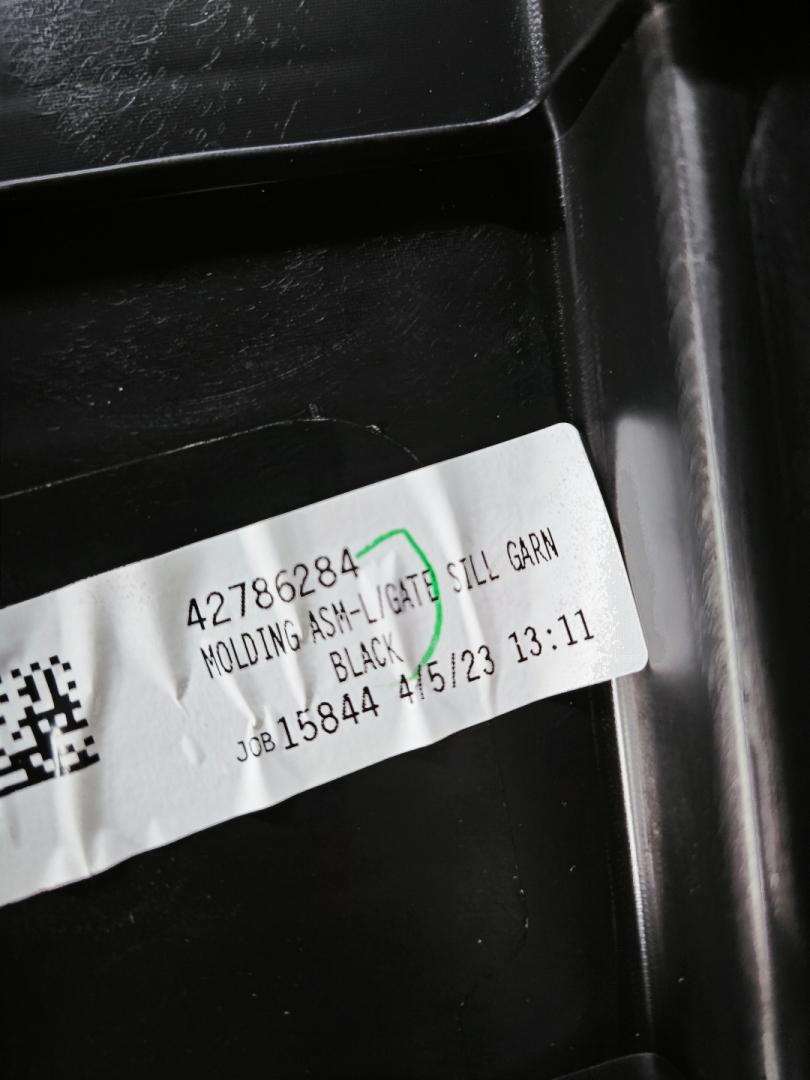 42786284
MOLDING ASM-L/GATE SILL GARN
BLACK
JOB 15844 4/5/23 13:11